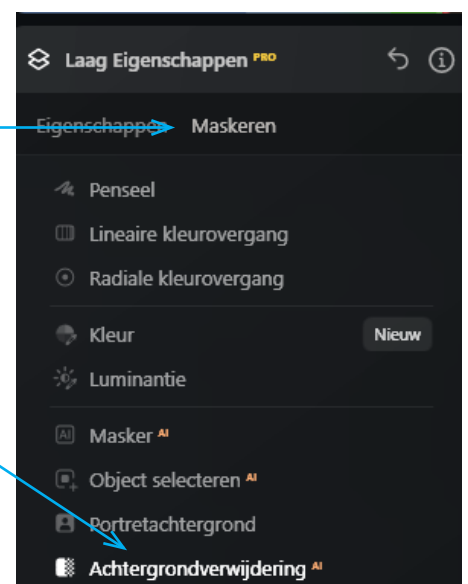 Laag Eigenschappen PRO
Eigenschappen Maskeren
Penseel
Lineaire kleurovergang
Radiale kleurovergang
Kleur Nieuw
Luminantie
AI Masker AI
Object selecteren AI
Portretachtergrond
Achtergrondverwijdering AI